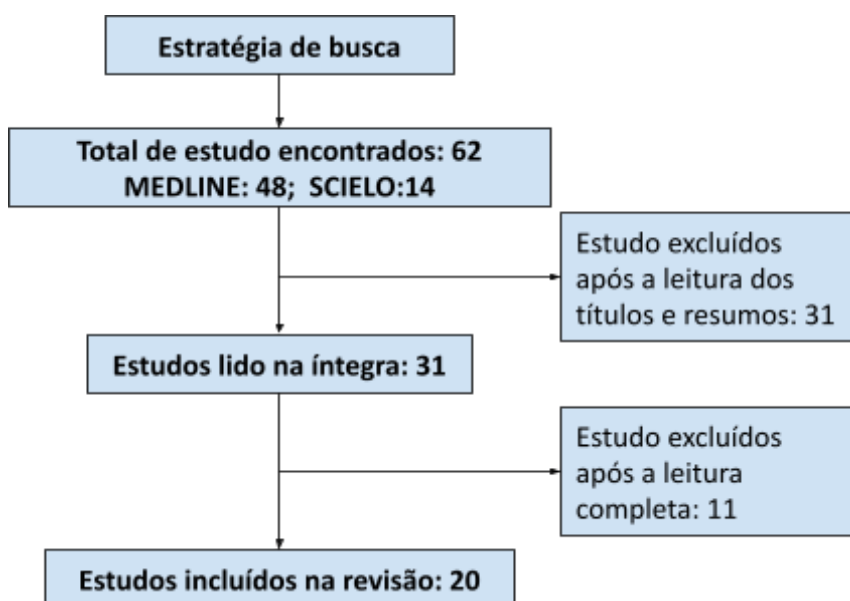 Estratégia de busca
Total de estudo encontrados: 62
MEDLINE: 48;  SCIELO:14
Estudo excluídos
após a leitura dos
títulos e resumos: 31
Estudos lido na íntegra: 31
Estudo excluídos
após a leitura
completa: 11
Estudos incluídos na revisão: 20